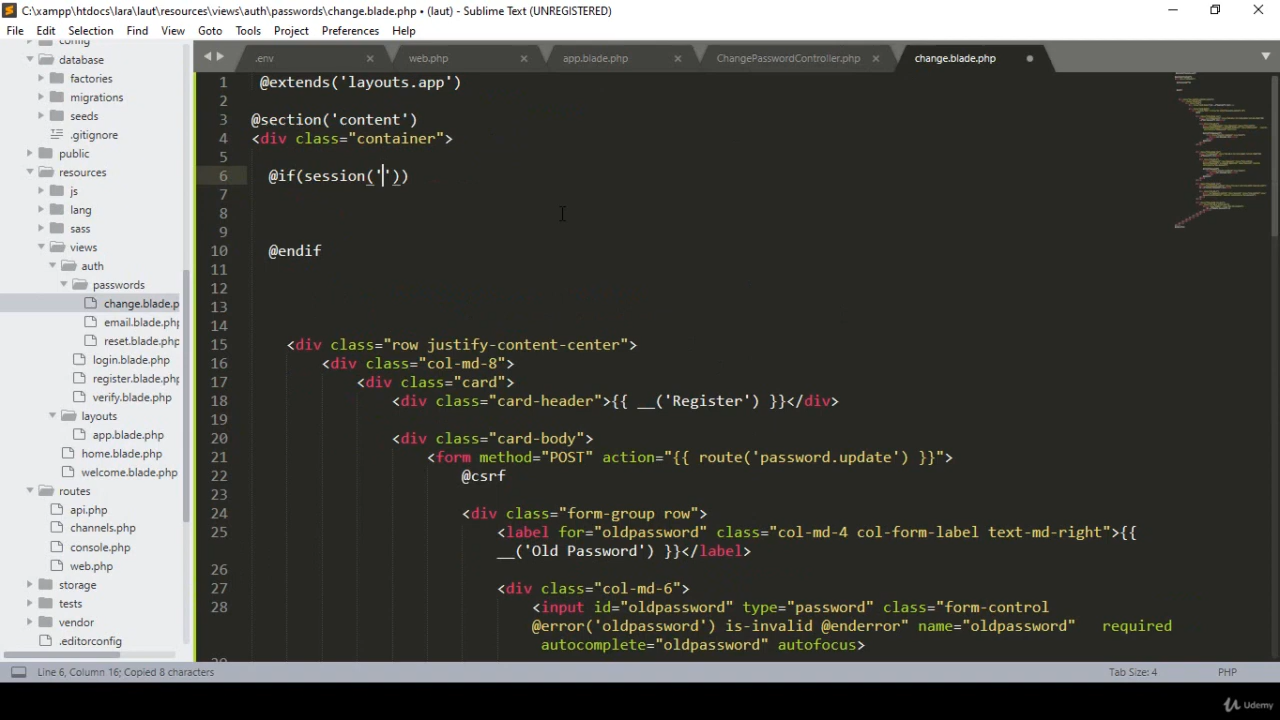 C:\xampp\htdocs\lara\laut\resources\views\auth\passwords\change.blade.php • (laut) - Sublime Text (UNREGISTERED)
File Edit Selection Find View Goto Tools Project Preferences Help
.env web.php app.blade.php ChangePasswordController.php change.blade.php
config
database
factories
migrations
seeds
.gitignore
public
resources
js
lang
sass
views
auth
passwords
change.blade.p
email.blade.php
reset.blade.php
login.blade.php
register.blade.php
verify.blade.php
layouts
app.blade.php
home.blade.php
welcome.blade.php
routes
api.php
channels.php
console.php
web.php
storage
tests
vendor
.editorconfig
1 @extends('layouts.app')
2
3 @section('content')
4 <div class="container">
5
6 @if(session(''))
7
8
9
10 @endif
11
12
13
14
15 <div class="row justify-content-center">
16 <div class="col-md-8">
17 <div class="card">
18 <div class="card-header">{{ __('Register') }}</div>
19
20 <div class="card-body">
21 <form method="POST" action="{{ route('password.update') }}">
22 @csrf
23
24 <div class="form-group row">
25 <label for="oldpassword" class="col-md-4 col-form-label text-md-right">{{
__('Old Password') }}</label>
26
27 <div class="col-md-6">
28 <input id="oldpassword" type="password" class="form-control
@error('oldpassword') is-invalid @enderror" name="oldpassword" required
autocomplete="oldpassword" autofocus>
Line 6, Column 16; Copied 8 characters Tab Size: 4 PHP
Udemy